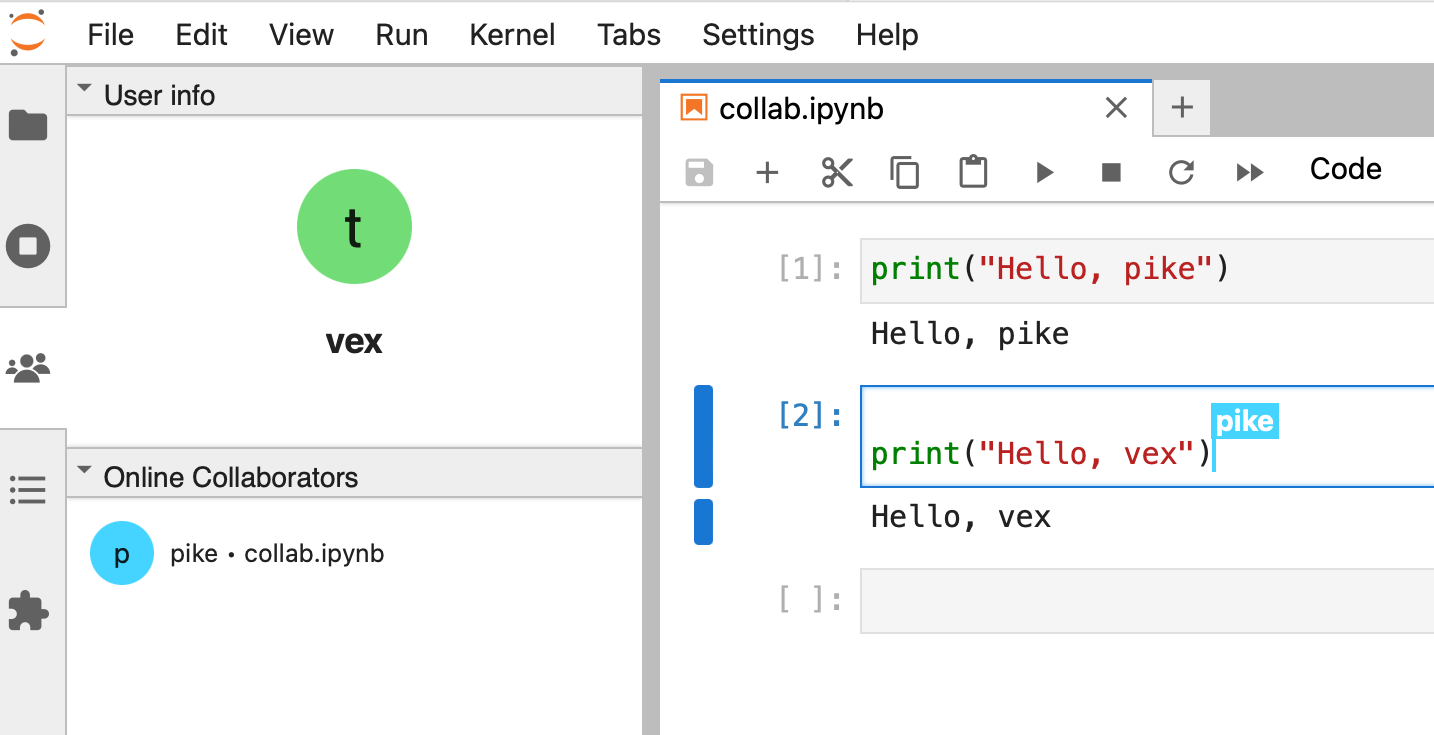 File Edit View Run Kernel Tabs Settings Help
User info
t
vex
Online Collaborators
p pike • collab.ipynb
collab.ipynb
Code
[1]: print("Hello, pike")
Hello, pike
pike
[2]: print("Hello, vex")
Hello, vex
[ ]: